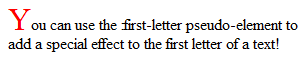 You can use the :first-letter pseudo-element to
add a special effect to the first letter of a text!